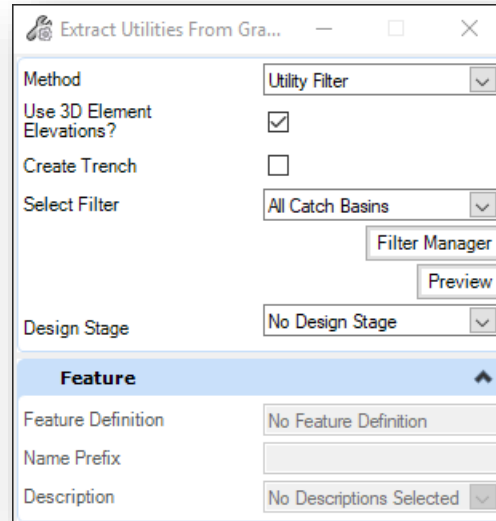 Extract Utilities From Gra...
Method Utility Filter
Use 3D Element
Elevations?
Create Trench
Select Filter All Catch Basins
Filter Manager
Preview
Design Stage No Design Stage
Feature
Feature Definition No Feature Definition
Name Prefix
Description No Descriptions Selected